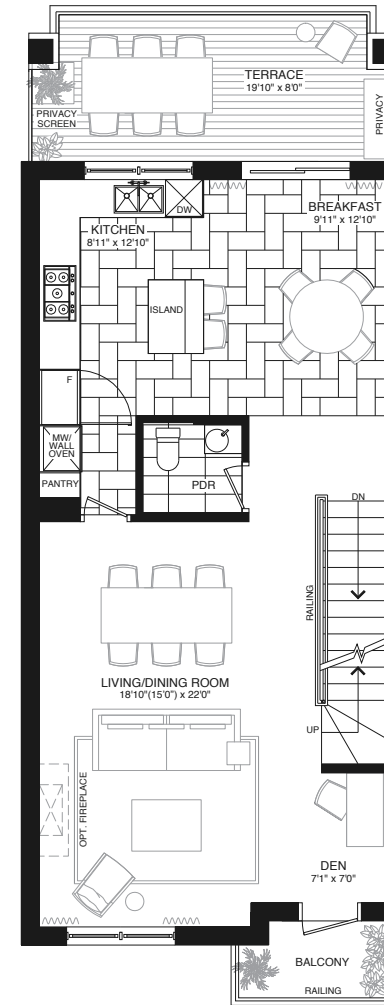 TERRACE
19'10" x 8'0"
PRIVACY
SCREEN
PRIVACY
DW
KITCHEN
8'11" x 12'10"
BREAKFAST
9'11" x 12'10"
ISLAND
F
MW/
WALL
OVEN
PANTRY
PDR
DN
RAILING
LIVING/DINING ROOM
18'10"(15'0") x 22'0"
UP
OPT. FIREPLACE
DEN
7'1" x 7'0"
BALCONY
RAILING